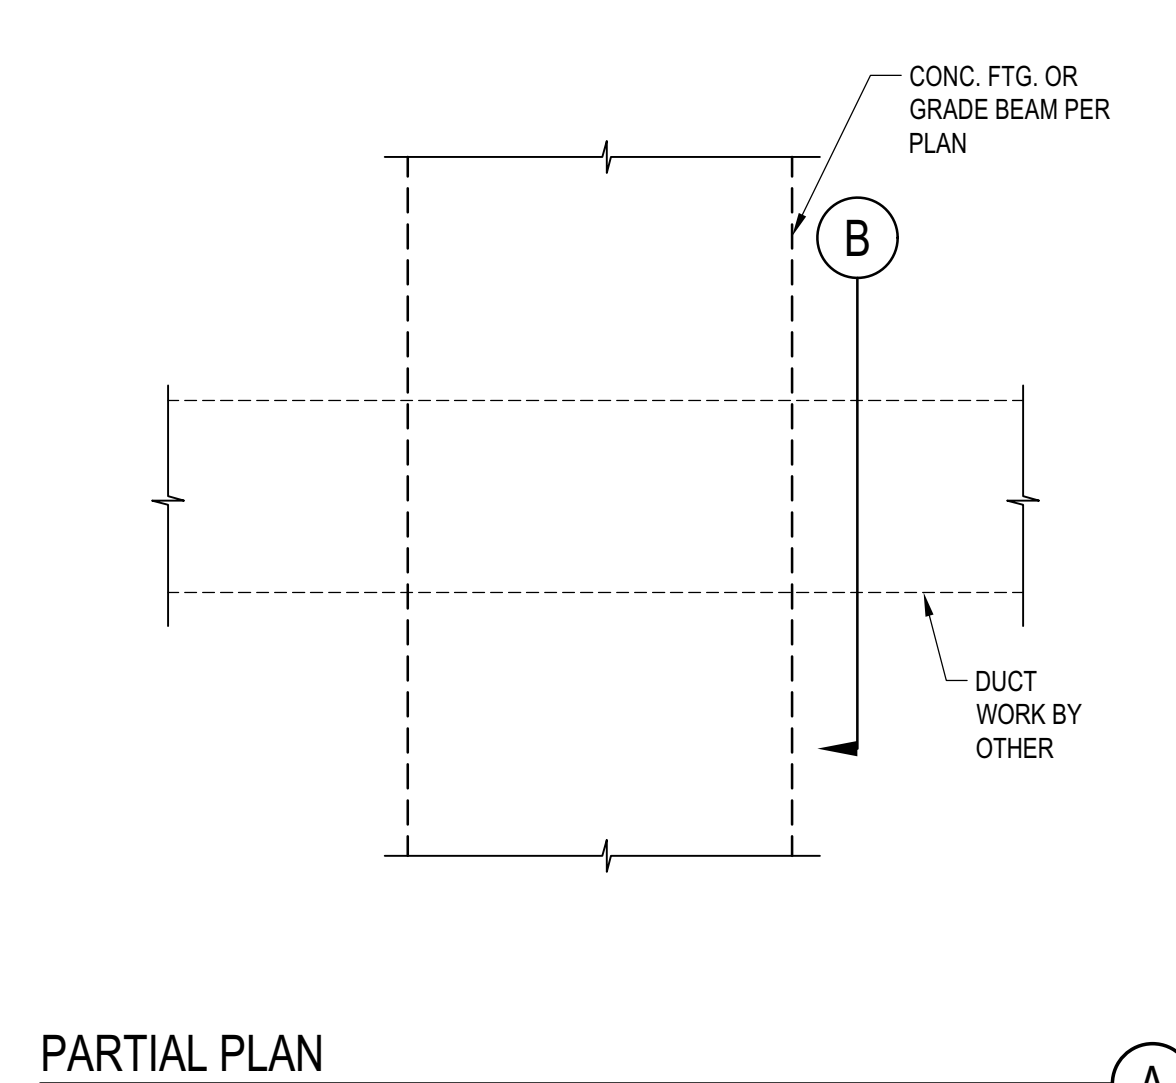 CONC. FTG. OR
GRADE BEAM PER
PLAN
B
DUCT
WORK BY
OTHER
PARTIAL PLAN
A